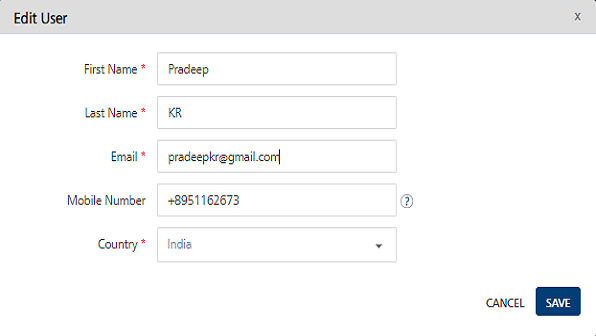 Edit User x
First Name * Pradeep
Last Name * KR
Email * pradeepkr@gmail.com
Mobile Number +8951162673 ?
Country * India
CANCEL SAVE